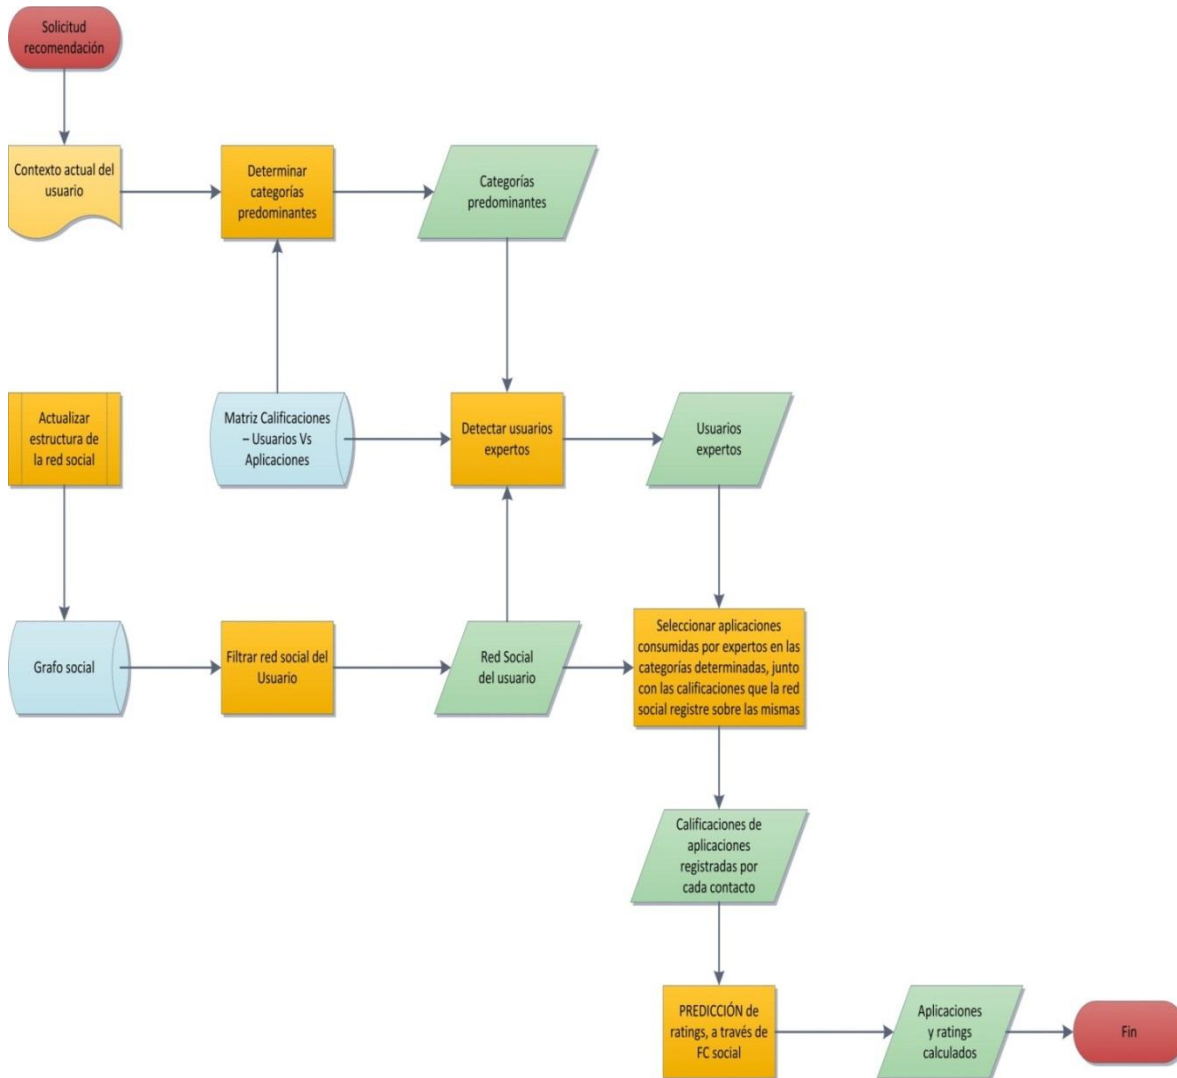 Solicitud
recomendación
Contexto actual del
usuario
Determinar
categorías
predominantes
Categorías
predominantes
Actualizar
estructura de
la red social
Matriz Calificaciones
– Usuarios Vs
Aplicaciones
Detectar usuarios
expertos
Usuarios
expertos
Grafo social
Filtrar red social del
Usuario
Red Social
del usuario
Seleccionar aplicaciones
consumidas por expertos en las
categorías determinadas, junto
con las calificaciones que la red
social registre sobre las mismas
Calificaciones de
aplicaciones
registradas por
cada contacto
PREDICCIÓN de
ratings, a través de
FC social
Aplicaciones
y ratings
calculados
Fin